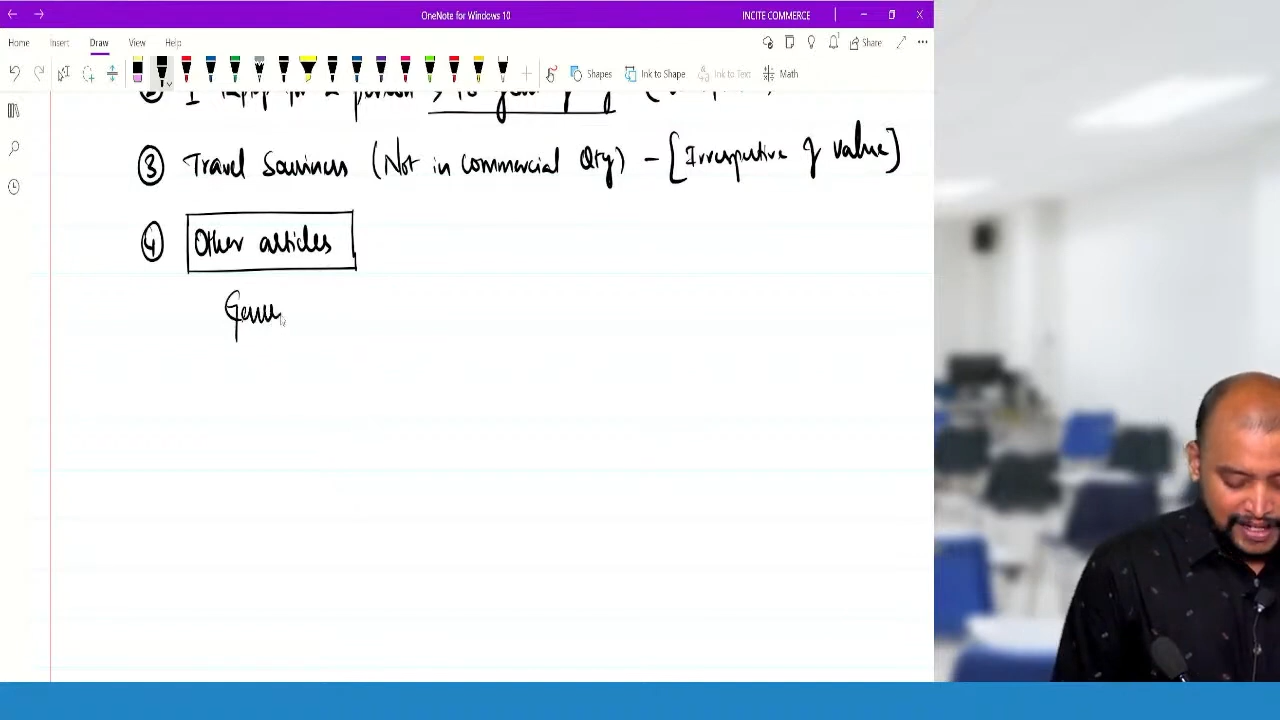 OneNote for Windows 10
INCITE COMMERCE
Home Insert Draw View Help
Share
Shapes Ink to Shape Ink to Text Math
③ Travel Souviners (Not in commercial Qty) - [Irrespective of value]
④ Other articles